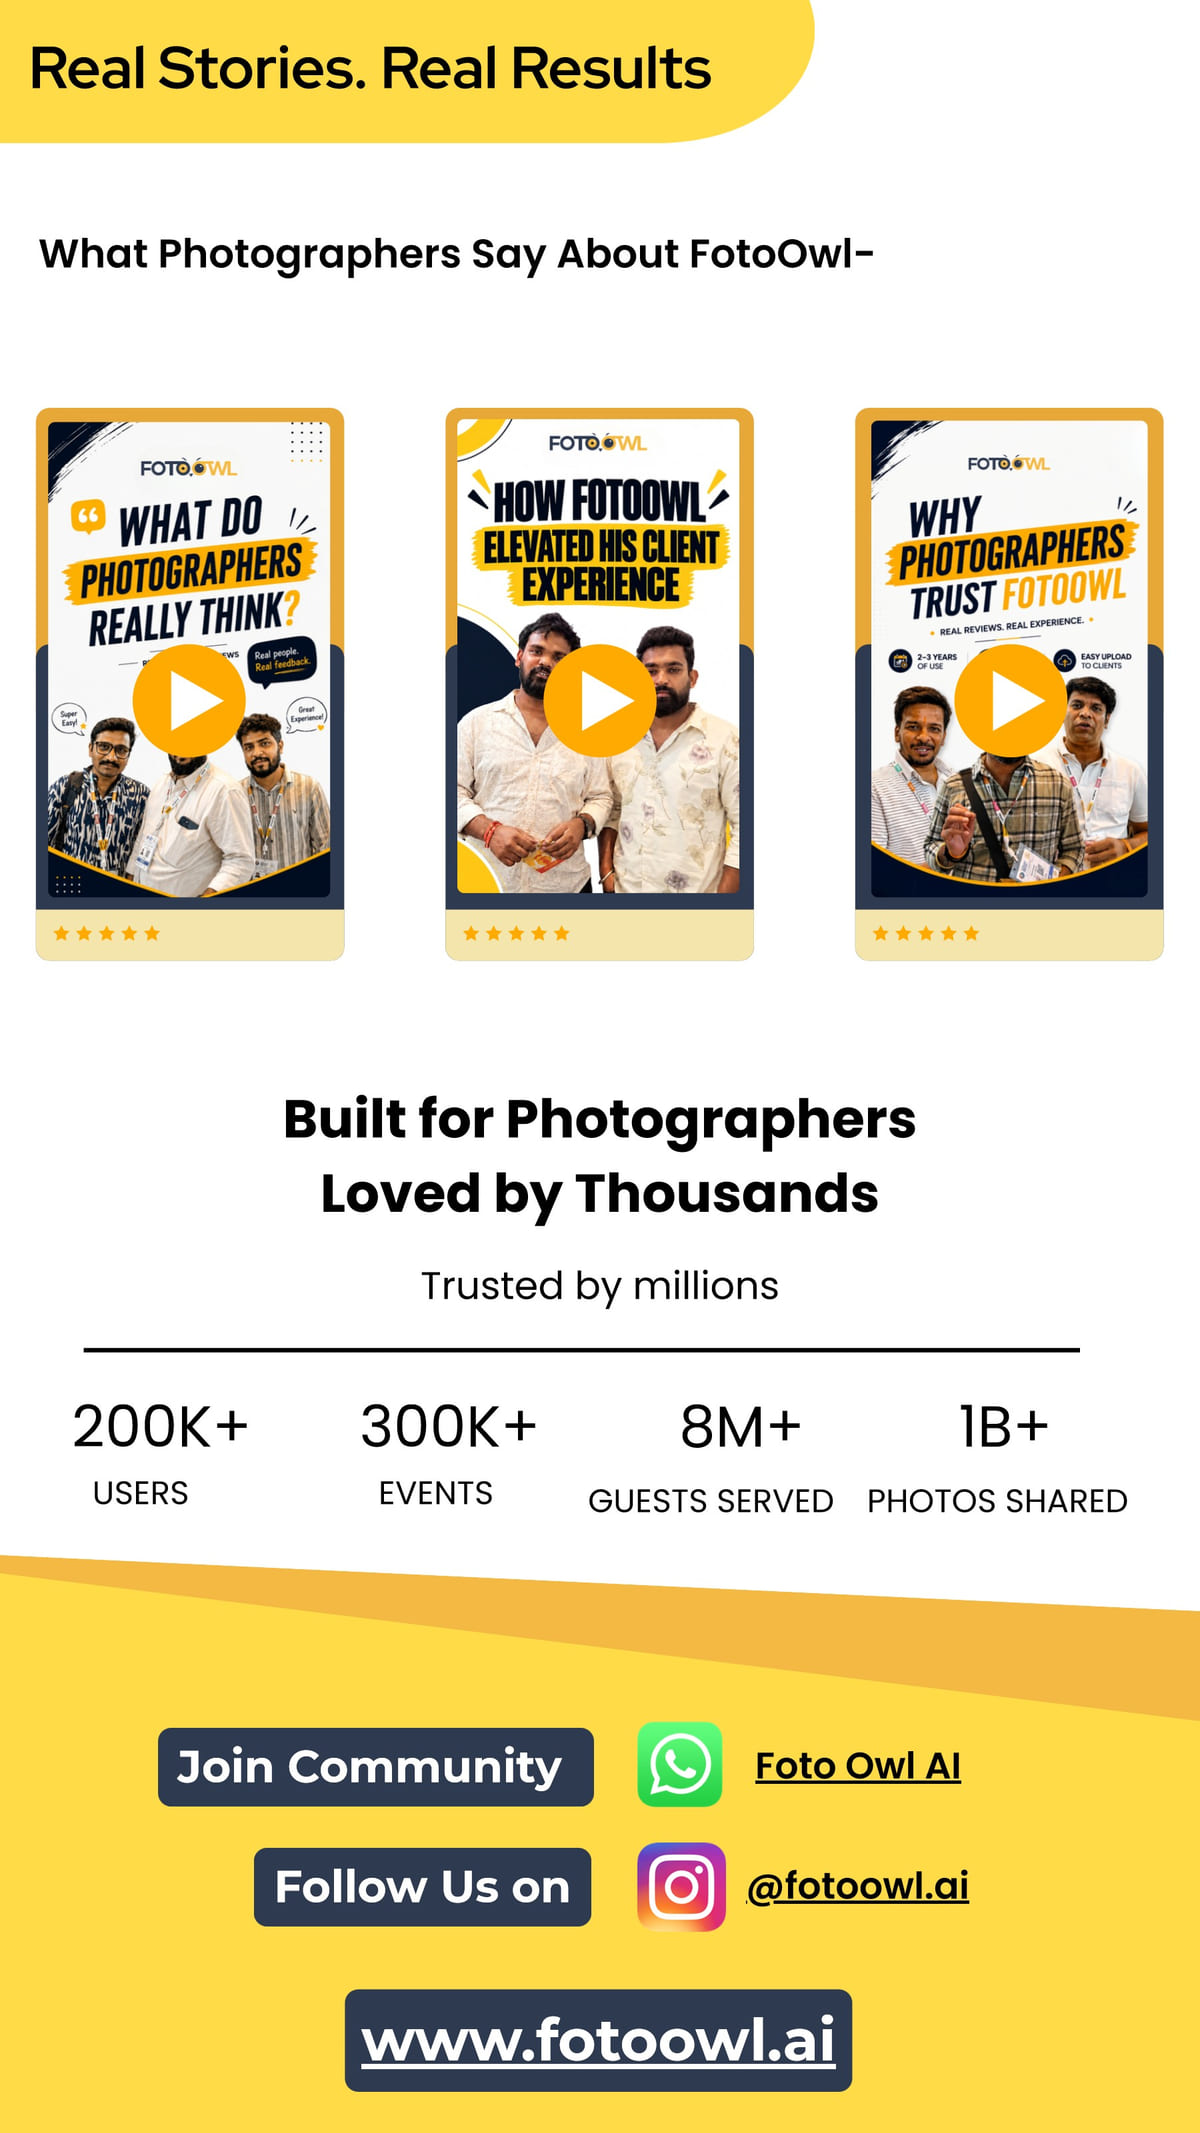 Real Stories. Real Results
What Photographers Say About FotoOwl-
FOTOOWL
WHAT DO
PHOTOGRAPHERS
REALLY THINK?
Real people.
Real feedback.
Super
Easy!
Great
Experience!
FOTOOWL
HOW FOTOOWL
ELEVATED HIS CLIENT
EXPERIENCE
FOTOOWL
WHY
PHOTOGRAPHERS
TRUST FOTOOWL
REAL REVIEWS. REAL EXPERIENCE.
2-3 YEARS
OF USE
EASY UPLOAD
TO CLIENTS
Built for Photographers
Loved by Thousands
Trusted by millions
200K+ 300K+ 8M+ 1B+
USERS EVENTS GUESTS SERVED PHOTOS SHARED
Join Community Foto Owl AI
Follow Us on @fotoowl.ai
www.fotoowl.ai